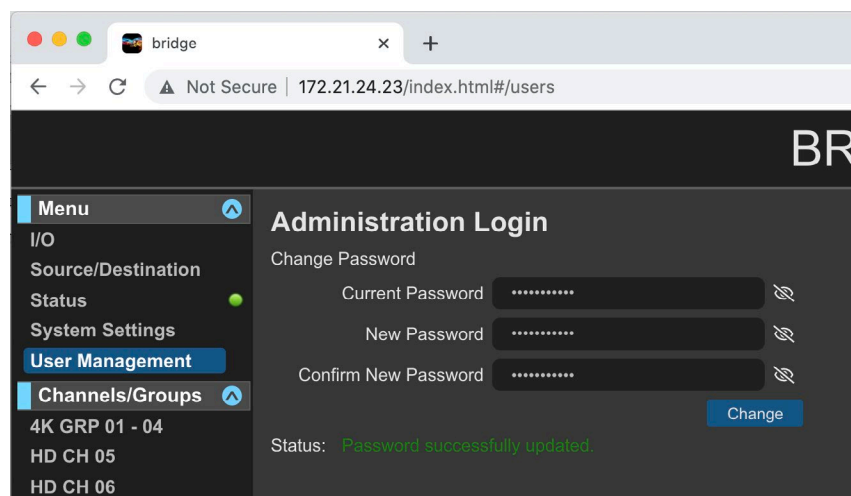 bridge
Not Secure | 172.21.24.23/index.html#/users
BR
Menu
I/O
Source/Destination
Status
System Settings
User Management
Channels/Groups
4K GRP 01 - 04
HD CH 05
HD CH 06
Administration Login
Change Password
Current Password •••••••••••
New Password •••••••••••
Confirm New Password •••••••••••
Change
Status: Password successfully updated.